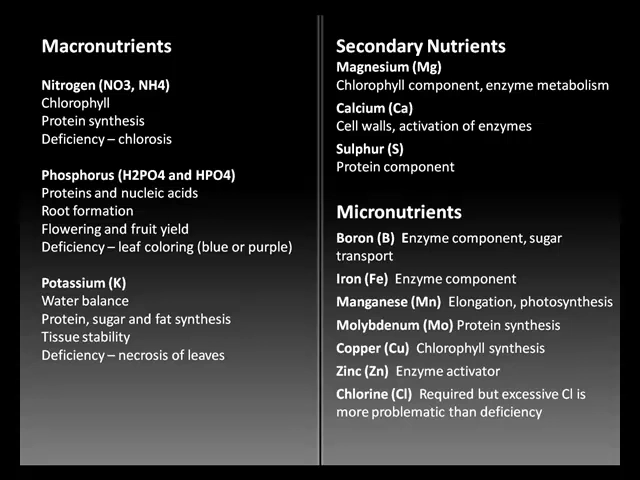 Macronutrients
Nitrogen (NO3, NH4)
Chlorophyll
Protein synthesis
Deficiency – chlorosis
Phosphorus (H2PO4 and HPO4)
Proteins and nucleic acids
Root formation
Flowering and fruit yield
Deficiency – leaf coloring (blue or purple)
Potassium (K)
Water balance
Protein, sugar and fat synthesis
Tissue stability
Deficiency – necrosis of leaves
Secondary Nutrients
Magnesium (Mg)
Chlorophyll component, enzyme metabolism
Calcium (Ca)
Cell walls, activation of enzymes
Sulphur (S)
Protein component
Micronutrients
Boron (B) Enzyme component, sugar
transport
Iron (Fe) Enzyme component
Manganese (Mn) Elongation, photosynthesis
Molybdenum (Mo) Protein synthesis
Copper (Cu) Chlorophyll synthesis
Zinc (Zn) Enzyme activator
Chlorine (Cl) Required but excessive Cl is
more problematic than deficiency